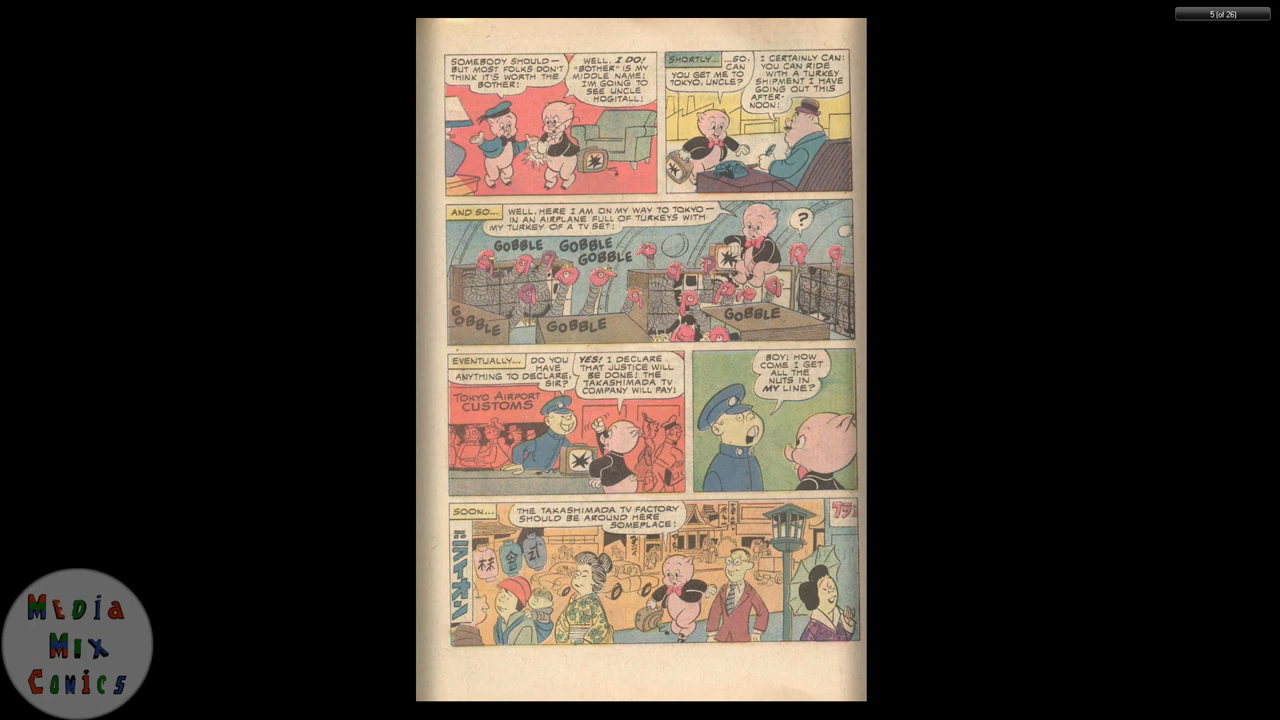 5 (of 26)
SOMEBODY SHOULD—
BUT MOST FOLKS DON'T
THINK IT'S WORTH THE
BOTHER!
WELL, I DO!
"BOTHER" IS MY
MIDDLE NAME!
I'M GOING TO
SEE UNCLE
HOGITALL!
SHORTLY...
...SO,
CAN
YOU GET ME TO
TOKYO, UNCLE?
I CERTAINLY CAN!
YOU CAN RIDE
WITH A TURKEY
SHIPMENT I HAVE
GOING OUT THIS
AFTER-
NOON!
AND SO...
WELL, HERE I AM ON MY WAY TO TOKYO—
IN AN AIRPLANE FULL OF TURKEYS WITH
MY TURKEY OF A TV SET!
?
GOBBLE
GOBBLE
GOBBLE
GOBBLE
GOBBLE
GOBBLE
EVENTUALLY...
DO YOU
HAVE
ANYTHING TO DECLARE,
SIR?
YES! I DECLARE
THAT JUSTICE WILL
BE DONE! THE
TAKASHIMADA TV
COMPANY WILL PAY!
TOKYO AIRPORT
CUSTOMS
BOY! HOW
COME I GET
ALL THE
NUTS IN
MY LINE?
SOON...
THE TAKASHIMADA TV FACTORY
SHOULD BE AROUND HERE
SOMEPLACE!
ライオン
株 會 式
MEDIA
MIX
COMICS